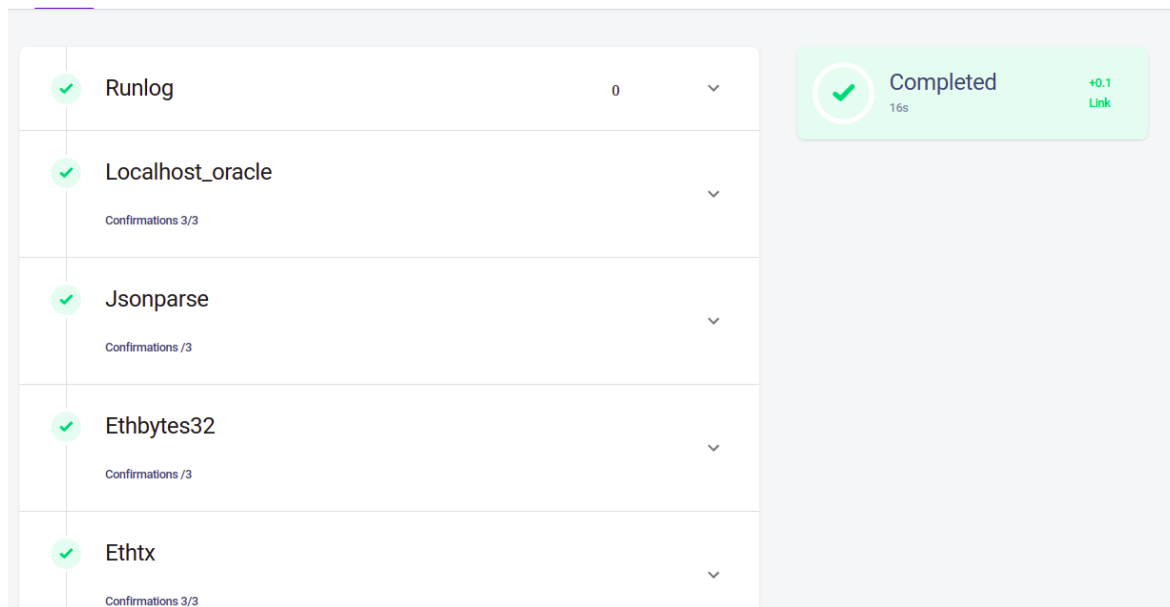 Runlog
0
Localhost_oracle
Confirmations 3/3
Jsonparse
Confirmations /3
Ethbytes32
Confirmations /3
Ethtx
Confirmations 3/3
Completed
16s
+0.1
Link